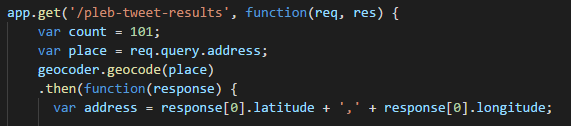 app.get('/pleb-tweet-results', function(req, res) {
var count = 101;
var place = req.query.address;
geocoder.geocode(place)
.then(function(response) {
var address = response[0].latitude + ',' + response[0].longitude;